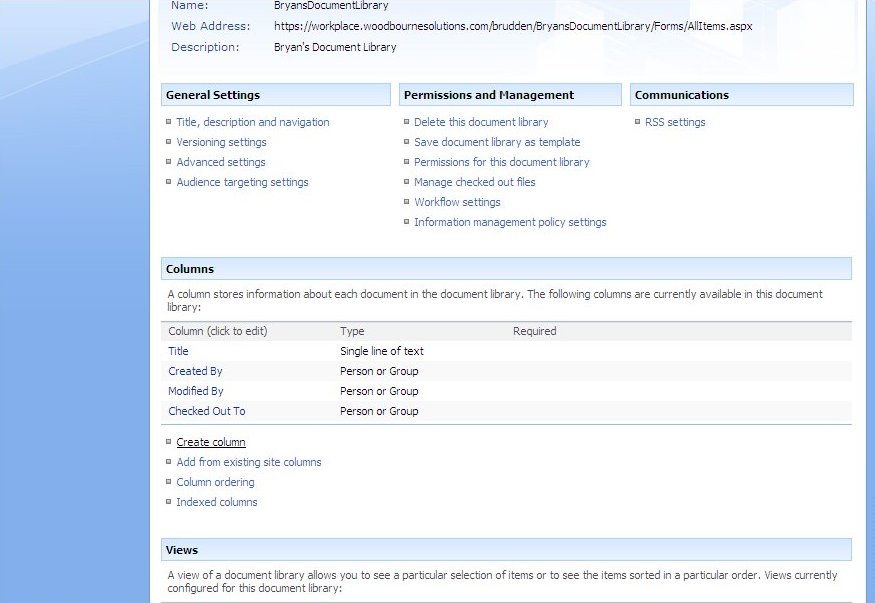 Name: BryansDocumentLibrary
Web Address: https://workplace.woodbournesolutions.com/brudden/BryansDocumentLibrary/Forms/AllItems.aspx
Description: Bryan's Document Library
General Settings
Title, description and navigation
Versioning settings
Advanced settings
Audience targeting settings
Permissions and Management
Delete this document library
Save document library as template
Permissions for this document library
Manage checked out files
Workflow settings
Information management policy settings
Communications
RSS settings
Columns
A column stores information about each document in the document library. The following columns are currently available in this document
library:
Column (click to edit) Type Required
Title Single line of text
Created By Person or Group
Modified By Person or Group
Checked Out To Person or Group
Create column
Add from existing site columns
Column ordering
Indexed columns
Views
A view of a document library allows you to see a particular selection of items or to see the items sorted in a particular order. Views currently
configured for this document library: